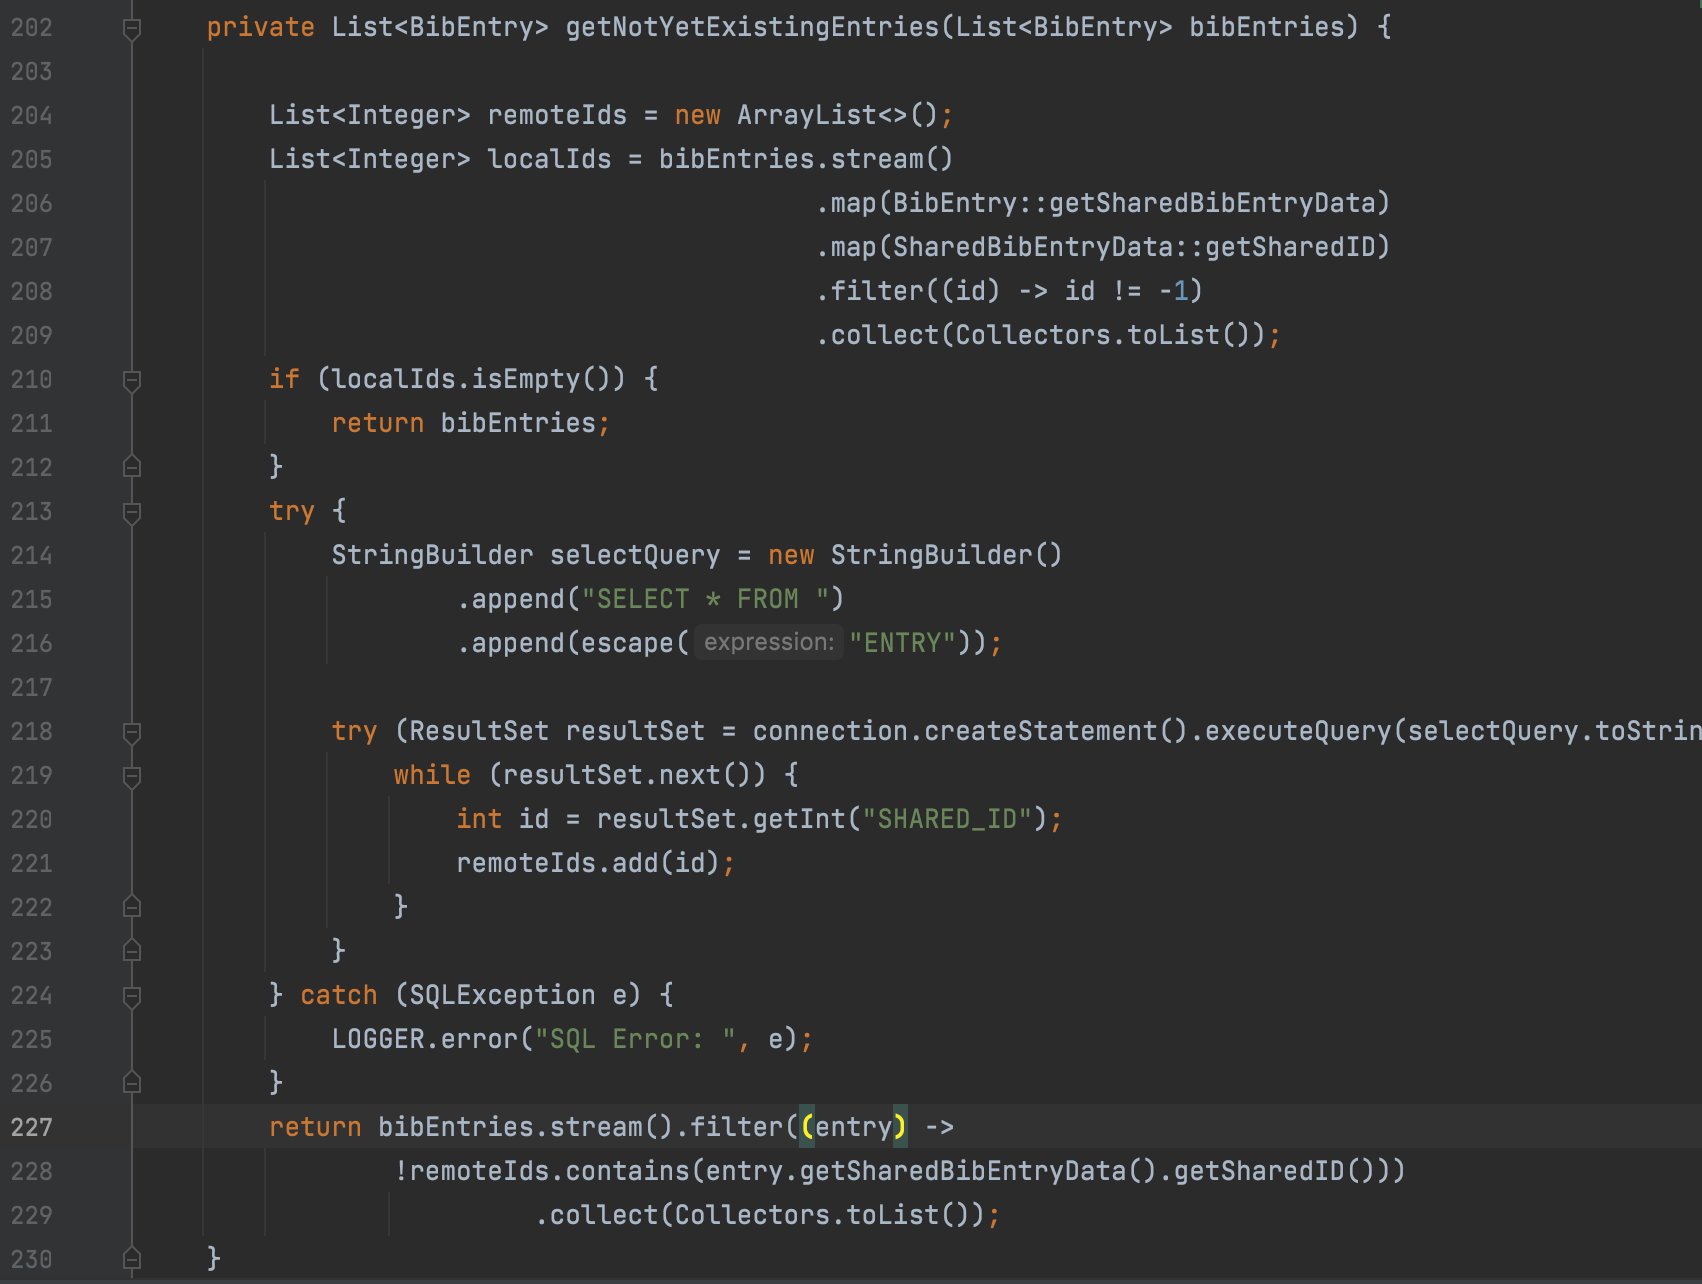 202 private List<BibEntry> getNotYetExistingEntries(List<BibEntry> bibEntries) {
203
204 List<Integer> remoteIds = new ArrayList<>();
205 List<Integer> localIds = bibEntries.stream()
206 .map(BibEntry::getSharedBibEntryData)
207 .map(SharedBibEntryData::getSharedID)
208 .filter((id) -> id != -1)
209 .collect(Collectors.toList());
210 if (localIds.isEmpty()) {
211 return bibEntries;
212 }
213 try {
214 StringBuilder selectQuery = new StringBuilder()
215 .append("SELECT * FROM ")
216 .append(escape( expression: "ENTRY"));
217
218 try (ResultSet resultSet = connection.createStatement().executeQuery(selectQuery.toStrin
219 while (resultSet.next()) {
220 int id = resultSet.getInt("SHARED_ID");
221 remoteIds.add(id);
222 }
223 }
224 } catch (SQLException e) {
225 LOGGER.error("SQL Error: ", e);
226 }
227 return bibEntries.stream().filter((entry) ->
228 !remoteIds.contains(entry.getSharedBibEntryData().getSharedID()))
229 .collect(Collectors.toList());
230 }